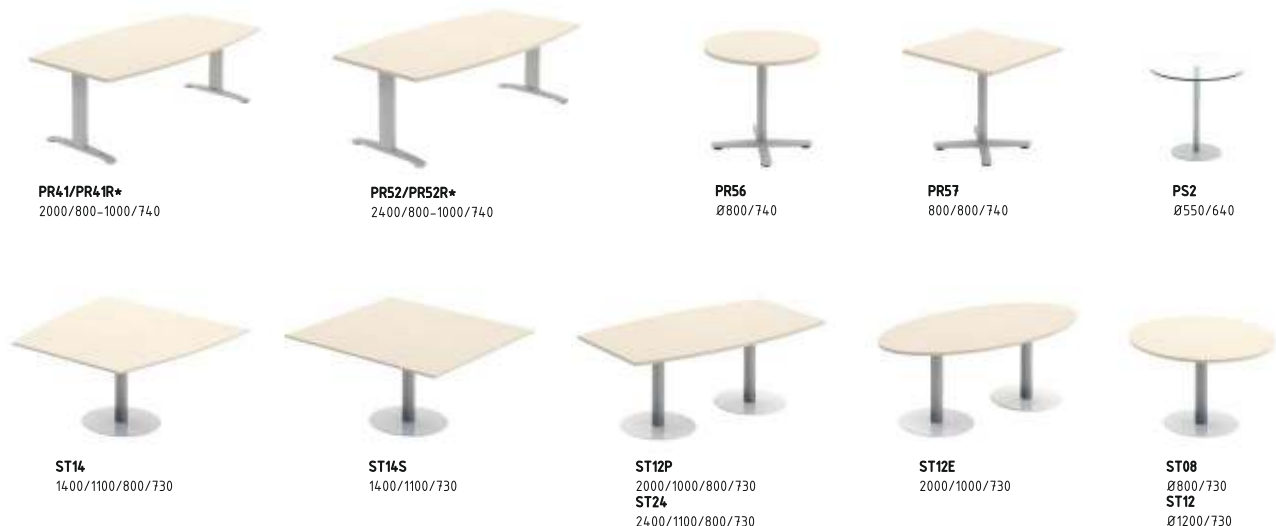 PR41/PR41R*
2000/800-1000/740
PR52/PR52R*
2400/800-1000/740
PR56
Ø800/740
PR57
800/800/740
PS2
Ø550/640
ST14
1400/1100/800/730
ST14S
1400/1100/730
ST12P
2000/1000/800/730
ST24
2400/1100/800/730
ST12E
2000/1000/730
ST08
Ø800/730
ST12
Ø1200/730